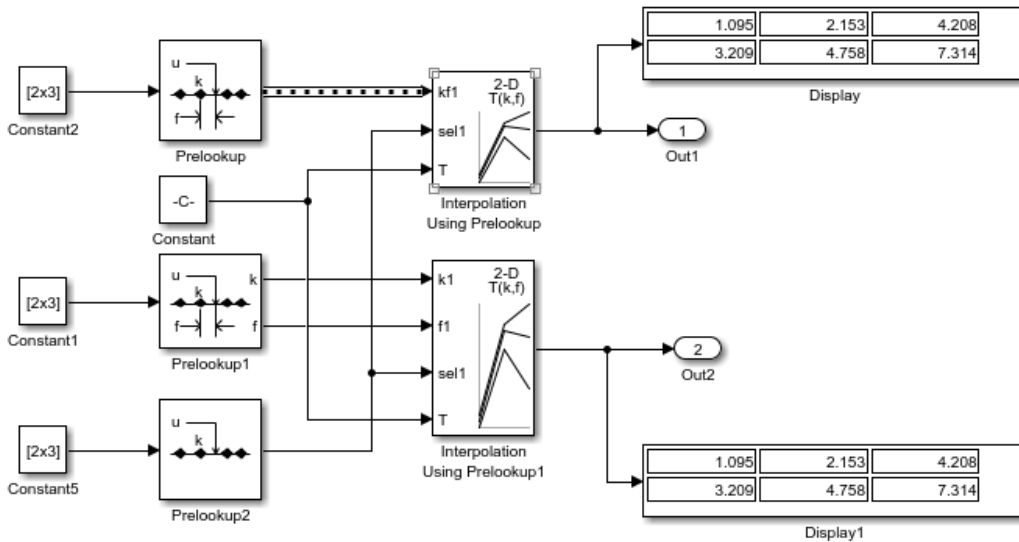 [2x3]
Constant2
u
k
f
Prelookup
2-D
T(k,f)
kf1
sel1
T
Interpolation
Using Prelookup
1.095 2.153 4.208
3.209 4.758 7.314
Display
1
Out1
-C-
Constant
[2x3]
Constant1
u
k
f
k
f
Prelookup1
2-D
T(k,f)
k1
f1
sel1
T
Interpolation
Using Prelookup1
2
Out2
[2x3]
Constant5
u
k
Prelookup2
1.095 2.153 4.208
3.209 4.758 7.314
Display1